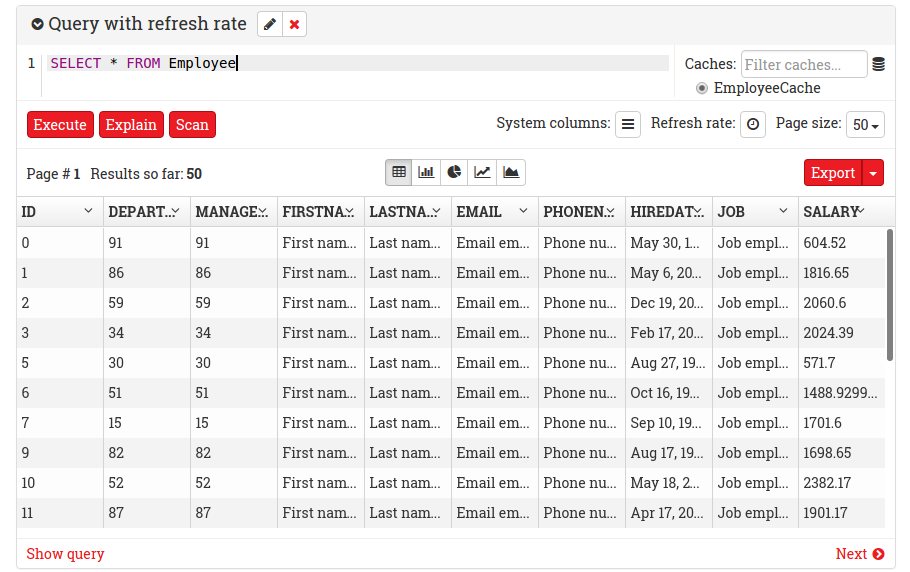 Query with refresh rate
1 SELECT * FROM Employee
Caches: Filter caches...
EmployeeCache
Execute Explain Scan System columns: Refresh rate: Page size: 50
Page # 1 Results so far: 50 Export
ID DEPART... MANAGE... FIRSTNA... LASTNA... EMAIL PHONEN... HIREDAT... JOB SALARY
0 91 91 First nam... Last nam... Email em... Phone nu... May 30, 1... Job empl... 604.52
1 86 86 First nam... Last nam... Email em... Phone nu... May 6, 20... Job empl... 1816.65
2 59 59 First nam... Last nam... Email em... Phone nu... Dec 19, 20... Job empl... 2060.6
3 34 34 First nam... Last nam... Email em... Phone nu... Feb 17, 20... Job empl... 2024.39
5 30 30 First nam... Last nam... Email em... Phone nu... Aug 27, 19... Job empl... 571.7
6 51 51 First nam... Last nam... Email em... Phone nu... Oct 16, 19... Job empl... 1488.9299...
7 15 15 First nam... Last nam... Email em... Phone nu... Sep 10, 19... Job empl... 1701.6
9 82 82 First nam... Last nam... Email em... Phone nu... Aug 17, 19... Job empl... 1698.65
10 52 52 First nam... Last nam... Email em... Phone nu... May 18, 2... Job empl... 2382.17
11 87 87 First nam... Last nam... Email em... Phone nu... Apr 17, 20... Job empl... 1901.17
Show query Next